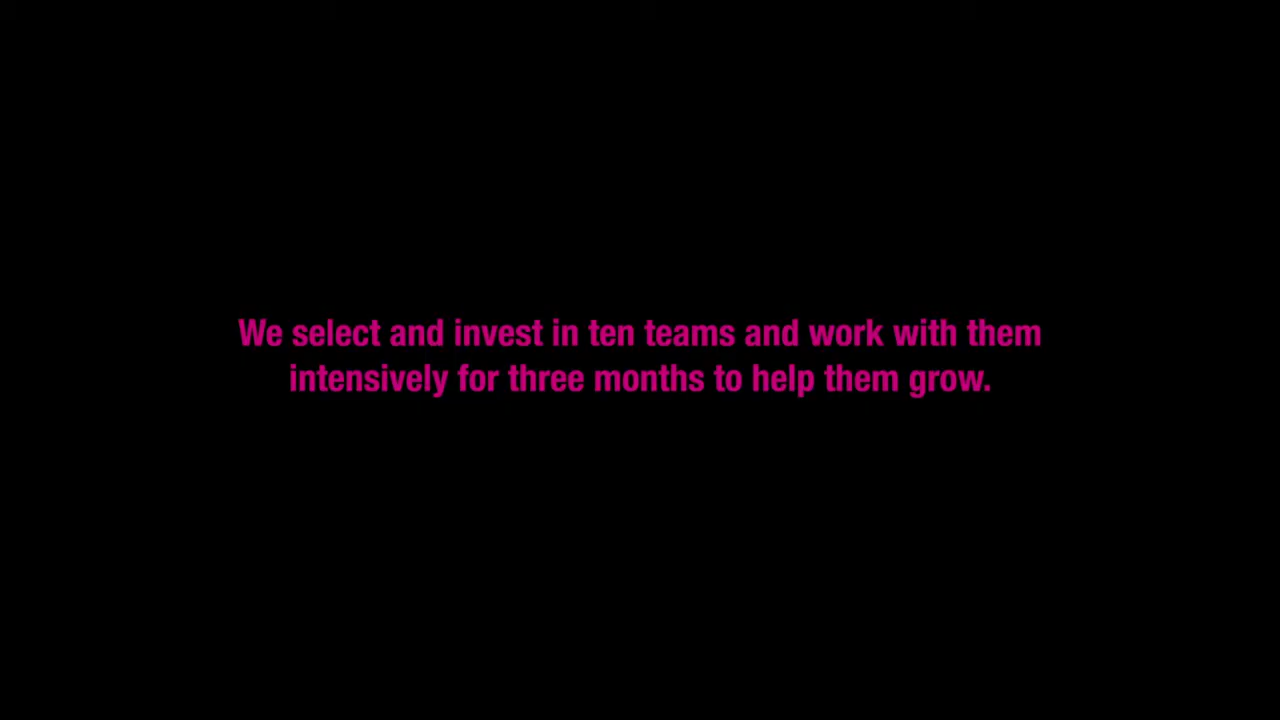 We select and invest in ten teams and work with them
intensively for three months to help them grow.